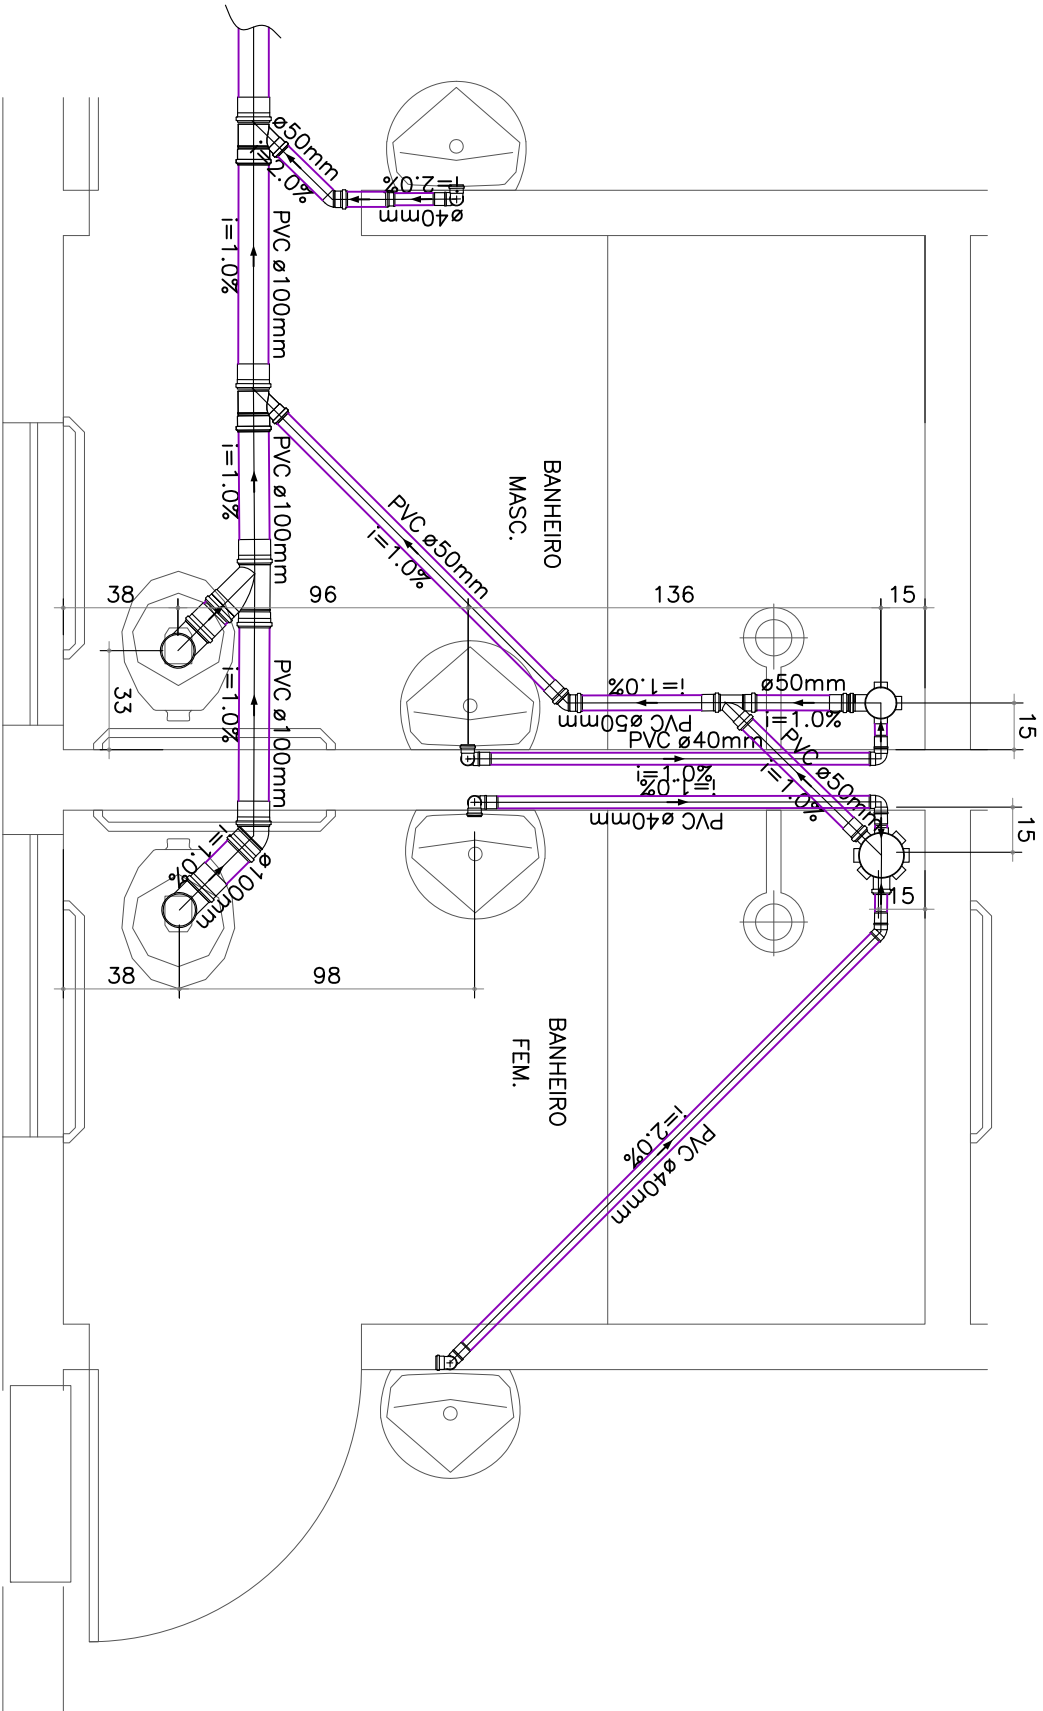 ø50mm
i=2.0%
i=2.0%
ø40mm
PVC ø100mm
i=1.0%
PVC ø100mm
i=1.0%
BANHEIRO
MASC.
PVC ø50mm
i=1.0%
38
96
136
15
33
PVC ø100mm
i=1.0%
i=1.0%
PVC ø50mm
ø50mm
i=1.0%
15
PVC ø40mm
i=1.0%
PVC ø50mm
i=1.0%
i=1.0%
PVC ø40mm
15
ø100mm
i=1.0%
15
38
98
BANHEIRO
FEM.
i=2.0%
PVC ø40mm